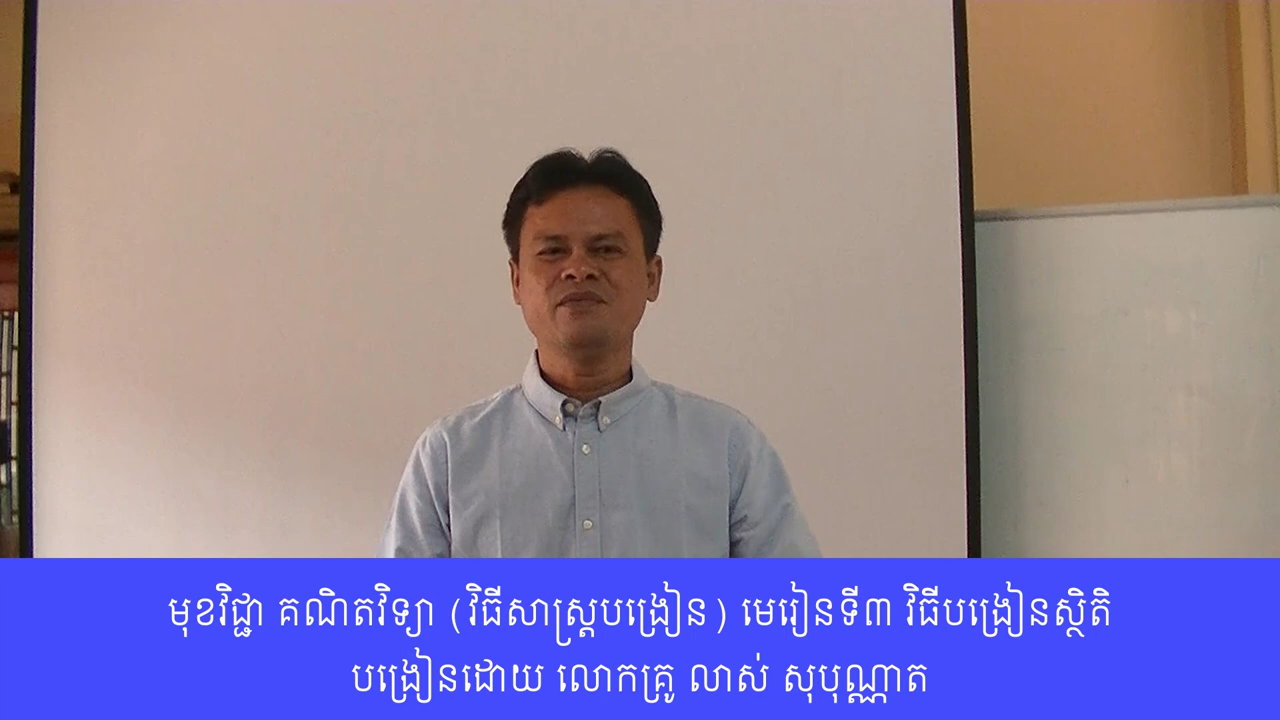 មុខវិជ្ជា គណិតវិទ្យា (វិធីសាស្ត្របង្រៀន) មេរៀនទី៣ វិធីបង្រៀនស្ថិតិ
បង្រៀនដោយ លោកគ្រូ លាស់ សុបុណ្ណាត